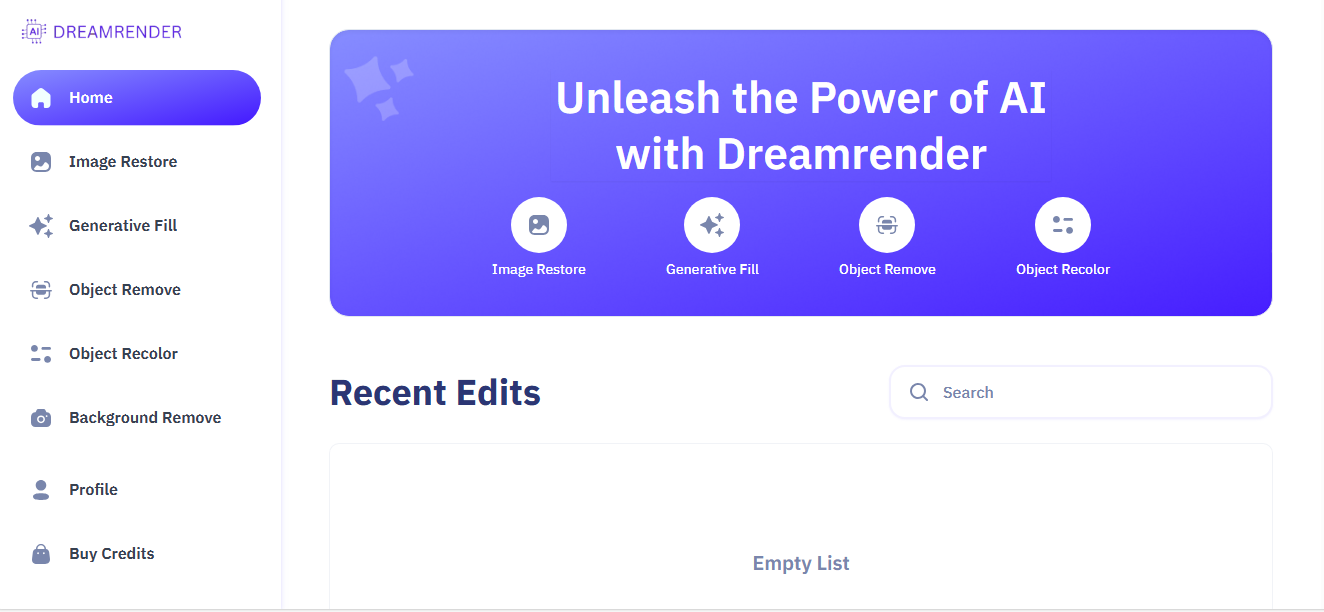 AI DREAMRENDER
Home
Image Restore
Generative Fill
Object Remove
Object Recolor
Background Remove
Profile
Buy Credits
Unleash the Power of AI
with Dreamrender
Image Restore
Generative Fill
Object Remove
Object Recolor
Recent Edits
Search
Empty List